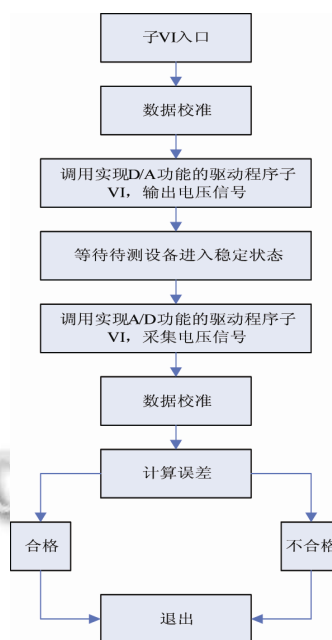 子VI入口
数据校准
调用实现D/A功能的驱动程序子
VI，输出电压信号
等待待测设备进入稳定状态
调用实现A/D功能的驱动程序子
VI，采集电压信号
数据校准
计算误差
合格
不合格
退出